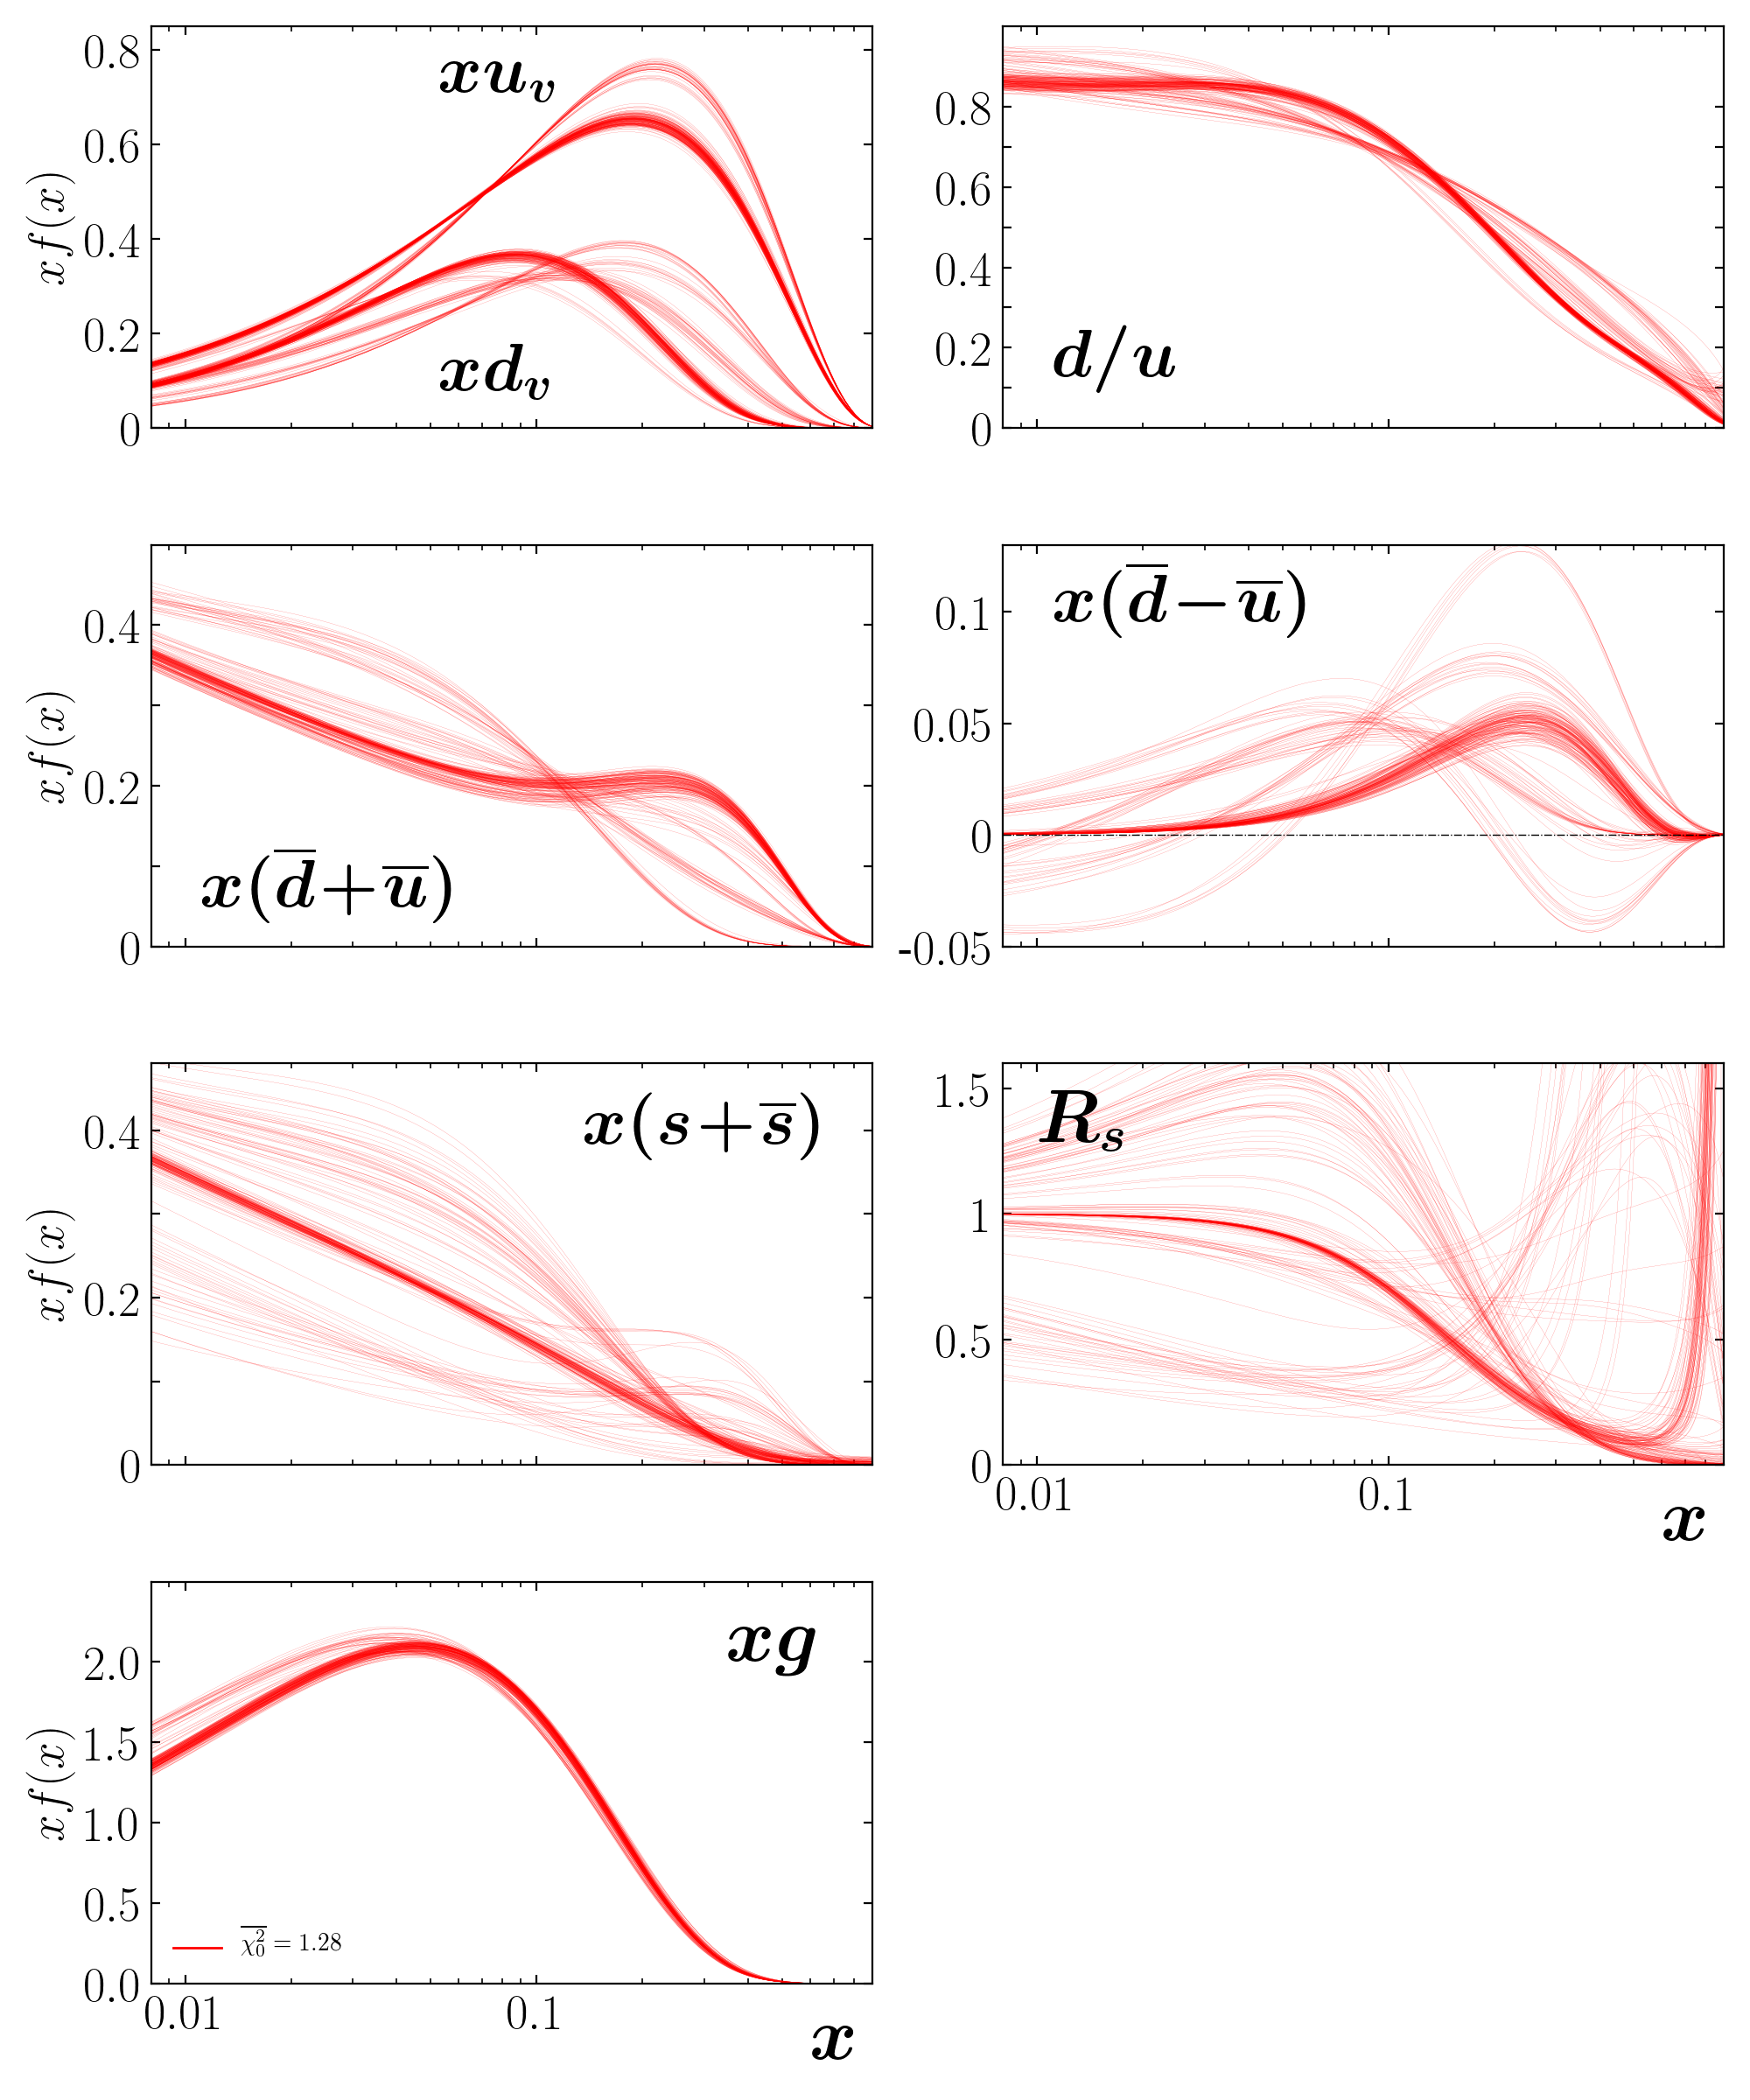 0.8
0.6
0.4
0.2
0
xf(x)
xu_v
xd_v
0.8
0.6
0.4
0.2
0
d/u
0.4
0.2
0
xf(x)
x(d̅+u̅)
0.1
0.05
0
-0.05
x(d̅−u̅)
0.4
0.2
0
xf(x)
x(s+s̅)
1.5
1
0.5
0
R_s
0.01 0.1
x
2.0
1.5
1.0
0.5
0.0
xf(x)
xg
χ̅₀² = 1.28
0.01 0.1
x